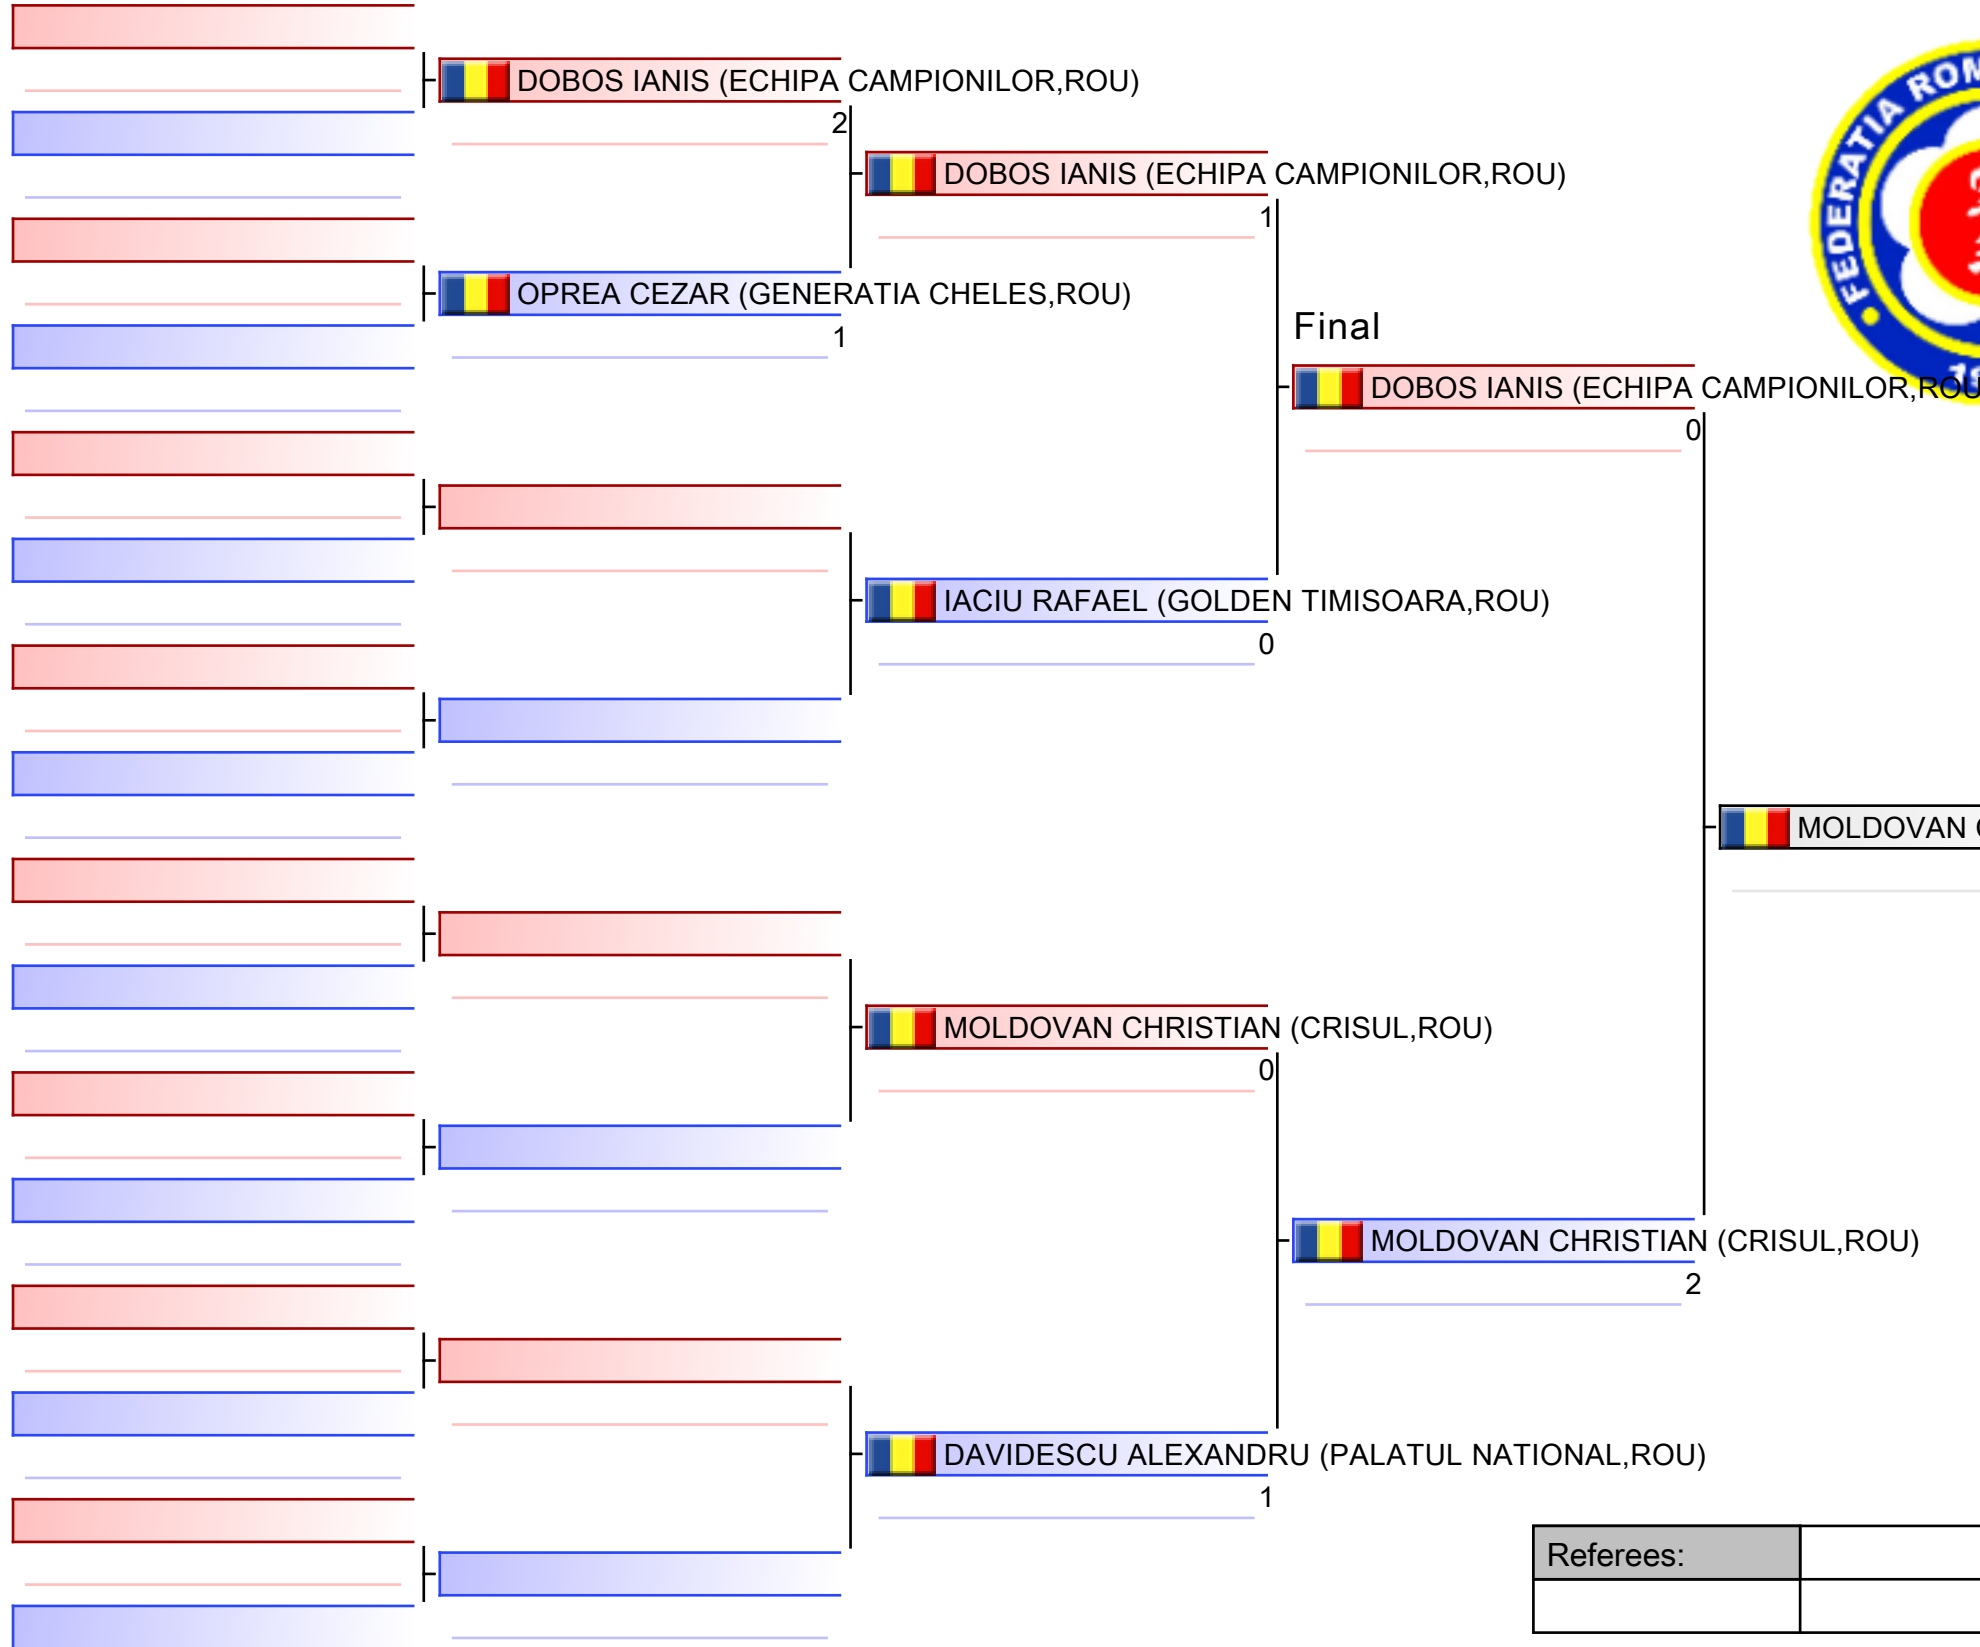 DOBOS IANIS (ECHIPA CAMPIONILOR,ROU)
2
DOBOS IANIS (ECHIPA CAMPIONILOR,ROU)
1
OPREA CEZAR (GENERATIA CHELES,ROU)
1
Final
DOBOS IANIS (ECHIPA CAMPIONILOR,ROU
0
IACIU RAFAEL (GOLDEN TIMISOARA,ROU)
0
MOLDOVAN
MOLDOVAN CHRISTIAN (CRISUL,ROU)
0
MOLDOVAN CHRISTIAN (CRISUL,ROU)
2
DAVIDESCU ALEXANDRU (PALATUL NATIONAL,ROU)
1
Referees:
FEDERATIA